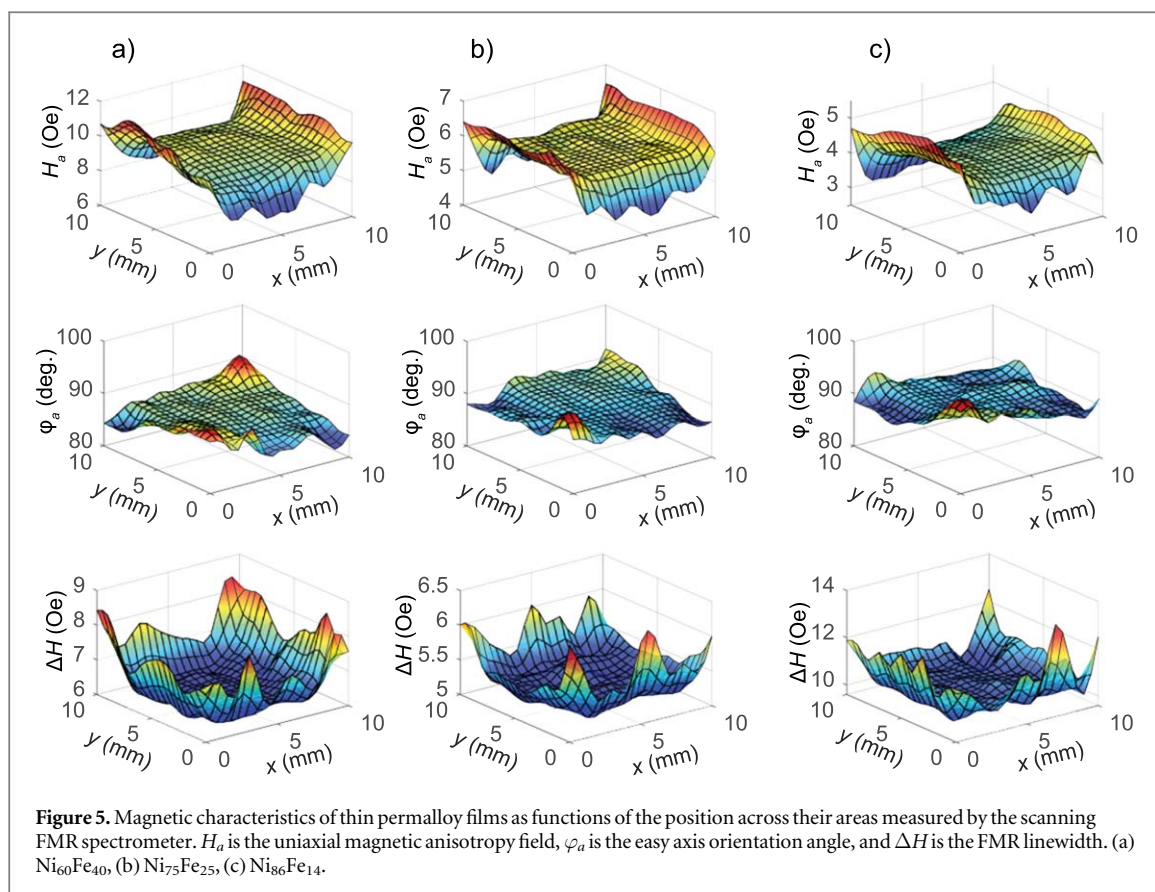 a)
b)
c)
12
10
8
6
Hₐ (Oe)
10
5
0
y (mm)
0
5
10
x (mm)
7
6
5
4
Hₐ (Oe)
10
5
0
y (mm)
0
5
10
x (mm)
5
4
3
Hₐ (Oe)
10
5
0
y (mm)
0
5
10
x (mm)
100
90
80
φₐ (deg.)
10
5
0
y (mm)
0
5
10
x (mm)
100
90
80
φₐ (deg.)
10
5
0
y (mm)
0
5
10
x (mm)
100
90
80
φₐ (deg.)
10
5
0
y (mm)
0
5
10
x (mm)
9
8
7
6
ΔH (Oe)
10
5
0
y (mm)
0
5
10
x (mm)
6.5
6
5.5
5
ΔH (Oe)
10
5
0
y (mm)
0
5
10
x (mm)
14
12
10
ΔH (Oe)
10
5
0
y (mm)
0
5
10
x (mm)
Figure 5. Magnetic characteristics of thin permalloy films as functions of the position across their areas measured by the scanning
FMR spectrometer. Hₐ is the uniaxial magnetic anisotropy field, φₐ is the easy axis orientation angle, and ΔH is the FMR linewidth. (a)
Ni₆₀Fe₄₀, (b) Ni₇₅Fe₂₅, (c) Ni₈₆Fe₁₄.